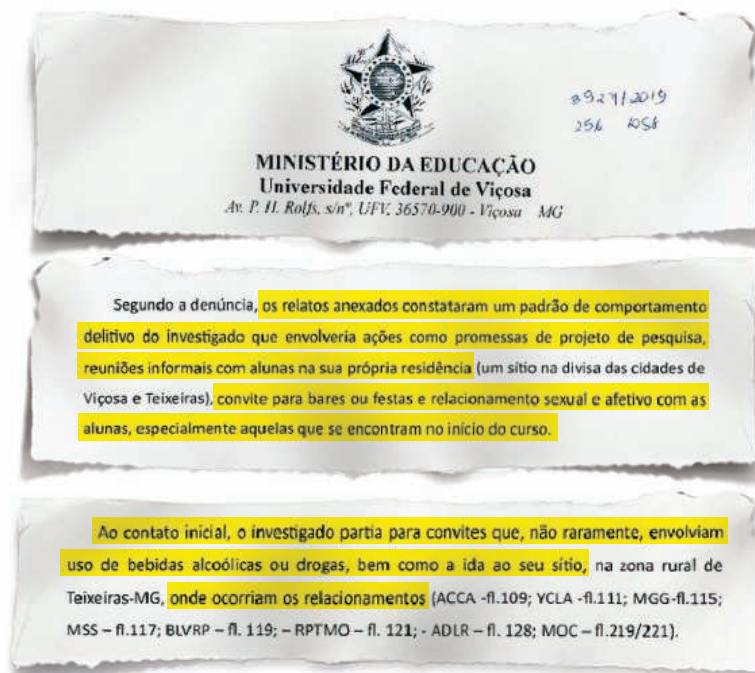 8927/2019
256 1058
MINISTÉRIO DA EDUCAÇÃO
Universidade Federal de Viçosa
Av. P. H. Rolfs, s/nº, UFV, 36570-900 - Viçosa MG
Segundo a denúncia, os relatos anexados constataram um padrão de comportamento
delitivo do investigado que envolveria ações como promessas de projeto de pesquisa,
reuniões informais com alunas na sua própria residência (um sítio na divisa das cidades de
Viçosa e Teixeiras), convite para bares ou festas e relacionamento sexual e afetivo com as
alunas, especialmente aquelas que se encontram no início do curso.
Ao contato inicial, o investigado partia para convites que, não raramente, envolviam
uso de bebidas alcoólicas ou drogas, bem como a ida ao seu sítio, na zona rural de
Teixeiras-MG, onde ocorriam os relacionamentos (ACCA -fl.109; YCLA -fl.111; MGG-fl.115;
MSS – fl.117; BLVRP – fl. 119; – RPTMO – fl. 121; - ADLR – fl. 128; MOC – fl.219/221).